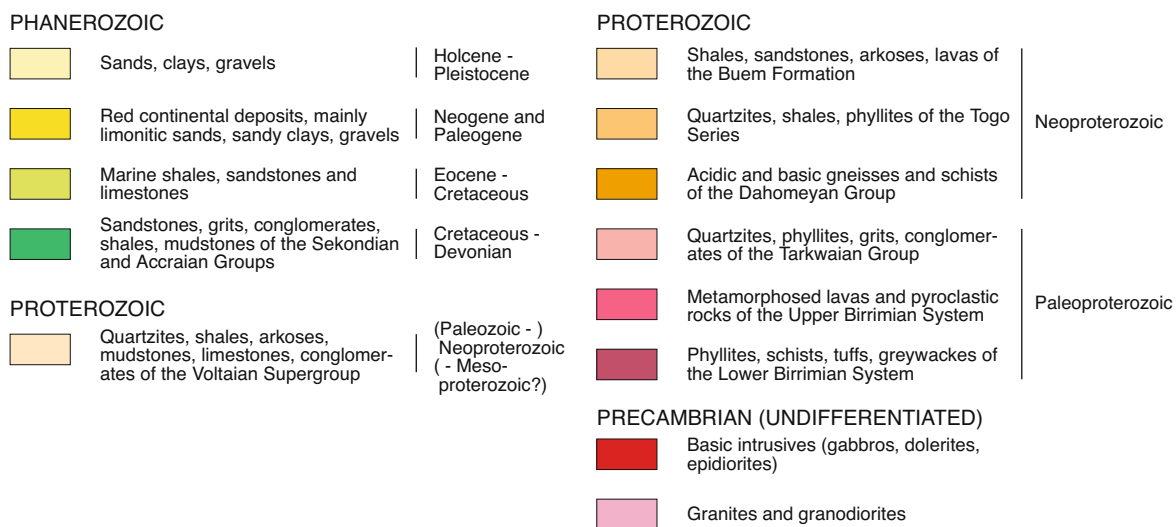 PHANEROZOIC
Sands, clays, gravels
Holcene -
Pleistocene
Red continental deposits, mainly
limonitic sands, sandy clays, gravels
Neogene and
Paleogene
Marine shales, sandstones and
limestones
Eocene -
Cretaceous
Sandstones, grits, conglomerates,
shales, mudstones of the Sekondian
and Accraian Groups
Cretaceous -
Devonian
PROTEROZOIC
Quartzites, shales, arkoses,
mudstones, limestones, conglomer-
ates of the Voltaian Supergroup
(Paleozoic - )
Neoproterozoic
( - Meso-
proterozoic?)
PROTEROZOIC
Shales, sandstones, arkoses, lavas of
the Buem Formation
Quartzites, shales, phyllites of the Togo
Series
Acidic and basic gneisses and schists
of the Dahomeyan Group
Neoproterozoic
Quartzites, phyllites, grits, conglomer-
ates of the Tarkwaian Group
Metamorphosed lavas and pyroclastic
rocks of the Upper Birrimian System
Phyllites, schists, tuffs, greywackes of
the Lower Birrimian System
Paleoproterozoic
PRECAMBRIAN (UNDIFFERENTIATED)
Basic intrusives (gabbros, dolerites,
epidiorites)
Granites and granodiorites